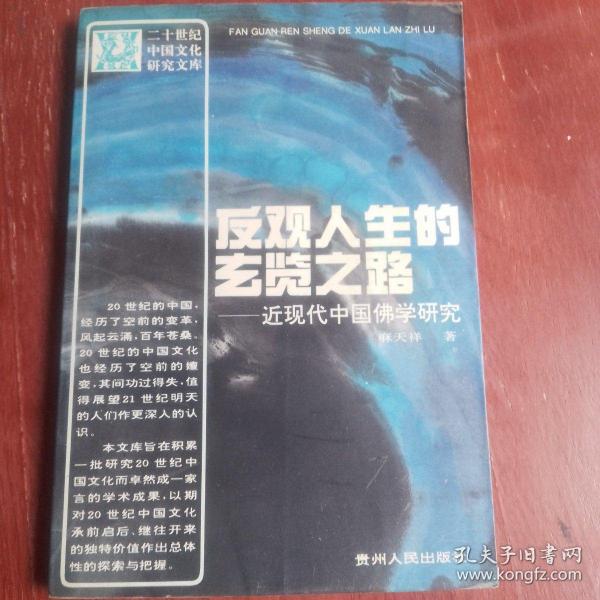 二十世纪
中国文化
研究文库
FAN GUAN REN SHENG DE XUAN LAN ZHI LU
反观人生的
玄览之路
——近现代中国佛学研究
麻天祥 著
20世纪的中国，
经历了空前的变革，
风起云涌，百年苍桑。
20世纪的中国文化
也经历了空前的嬗
变，其间功过得失，值
得展望21世纪明天
的人们作更深入的认
识。
本文库旨在积累
一批研究20世纪中
国文化而卓然成一家
言的学术成果，以期
对20世纪中国文化
承前启后、继往开来
的独特价值作出总体
性的探索与把握。
贵州人民出版
孔夫子旧书网
www.kongfz.com